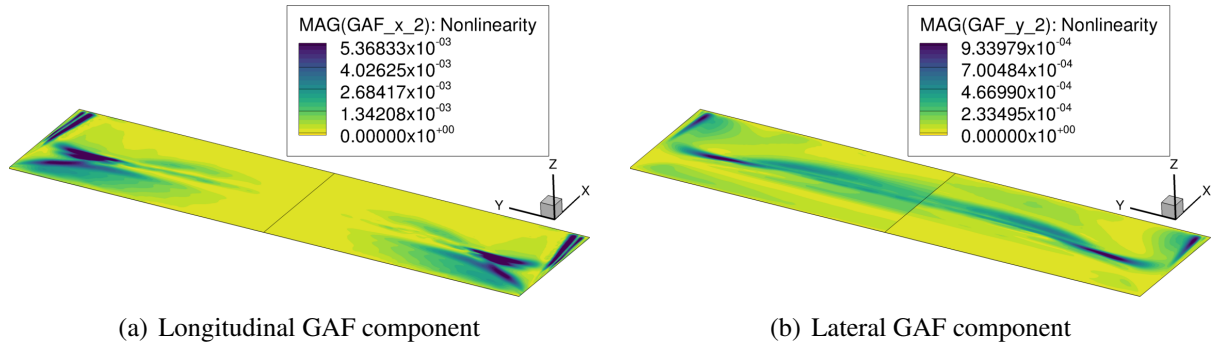 MAG(GAF_x_2): Nonlinearity
5.36833x10-03
4.02625x10-03
2.68417x10-03
1.34208x10-03
0.00000x10+00
Z
X
Y
(a) Longitudinal GAF component
MAG(GAF_y_2): Nonlinearity
9.33979x10-04
7.00484x10-04
4.66990x10-04
2.33495x10-04
0.00000x10+00
Z
X
Y
(b) Lateral GAF component